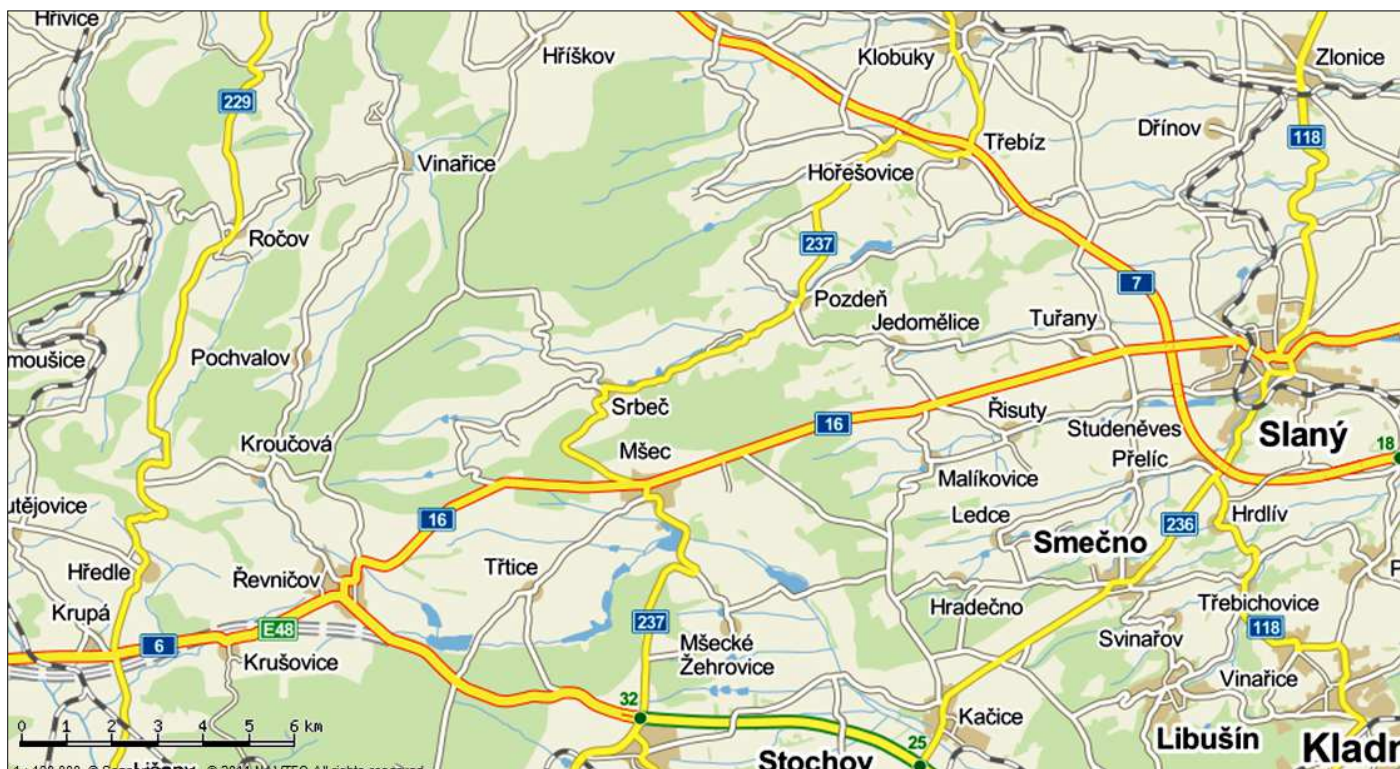 Hřivice
Hříškov
Klobuky
Zlonice
229
Vinařice
Třebíz
Dřínov
118
Hořešovice
Ročov
237
7
Pozdeň
Jedomělice
Tuřany
moušice
Pochvalov
Srbeč
Řisuty
16
Studeněves
Slaný
18
Kroučová
Mšec
Přelíc
Malíkovice
utějovice
16
Ledce
236
Hrdlív
Smečno
Hředle
Řevničov
Třtice
Krupá
Hradečno
Třebichovice
E48
237
Svinařov
118
6
Krušovice
Mšecké
Žehrovice
Vinařice
32
Kačice
0 1 2 3 4 5 6 km
25
Libušín
Kladn
Stochov